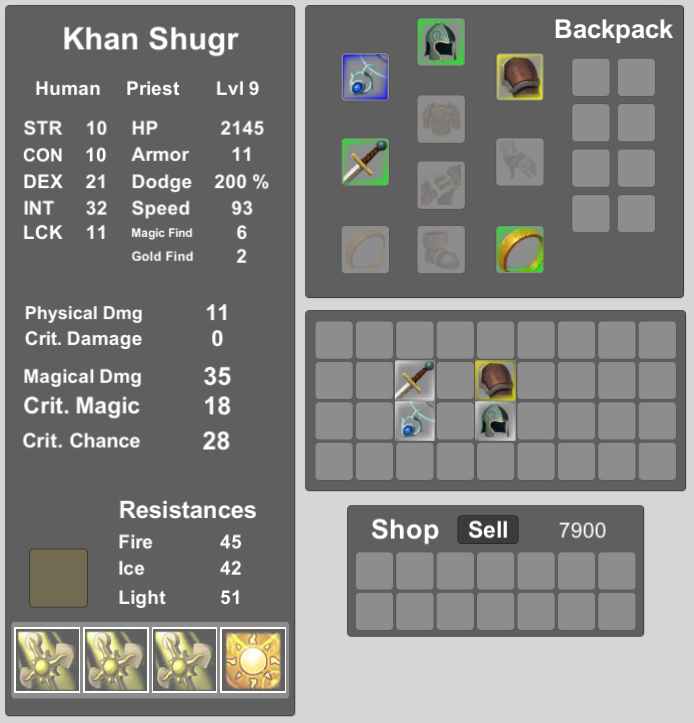 Khan Shugr
Human Priest Lvl 9
STR 10 HP 2145
CON 10 Armor 11
DEX 21 Dodge 200 %
INT 32 Speed 93
LCK 11 Magic Find 6
Gold Find 2
Physical Dmg 11
Crit. Damage 0
Magical Dmg 35
Crit. Magic 18
Crit. Chance 28
Resistances
Fire 45
Ice 42
Light 51
Backpack
Shop Sell 7900